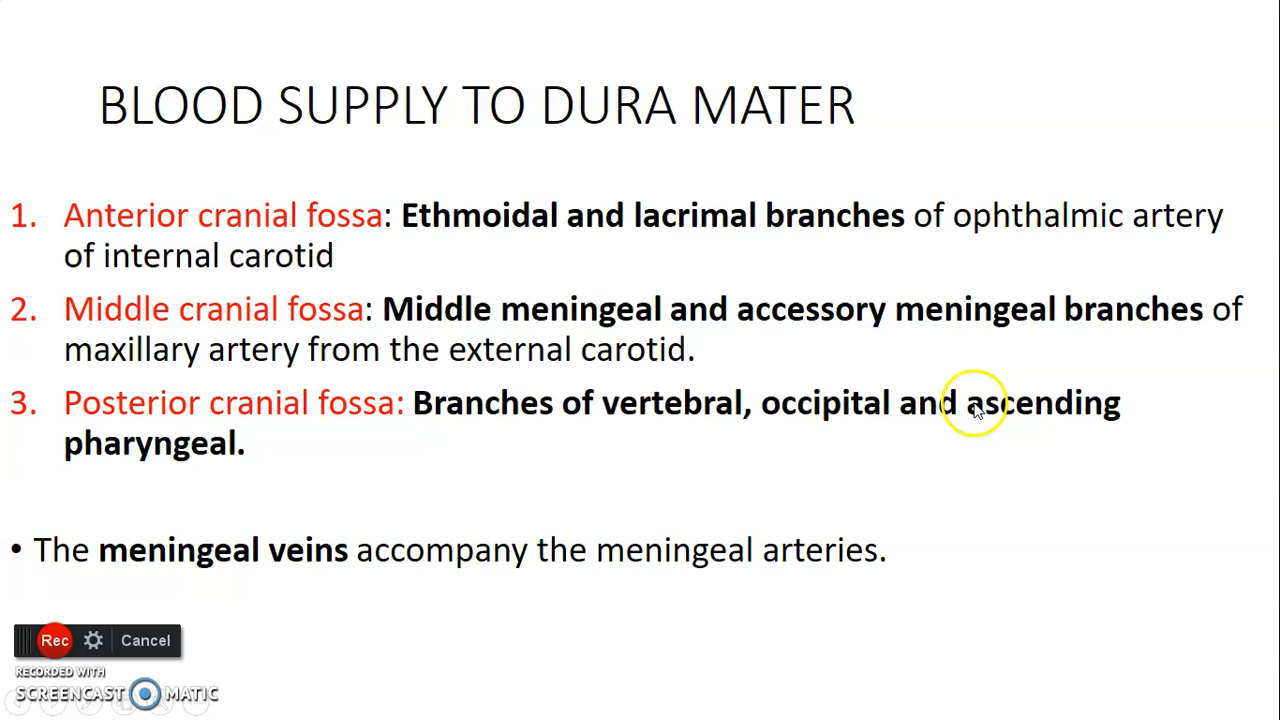 BLOOD SUPPLY TO DURA MATER
1. Anterior cranial fossa: Ethmoidal and lacrimal branches of ophthalmic artery
of internal carotid
2. Middle cranial fossa: Middle meningeal and accessory meningeal branches of
maxillary artery from the external carotid.
3. Posterior cranial fossa: Branches of vertebral, occipital and ascending
pharyngeal.
• The meningeal veins accompany the meningeal arteries.
Rec Cancel
RECORDED WITH
SCREENCAST MATIC